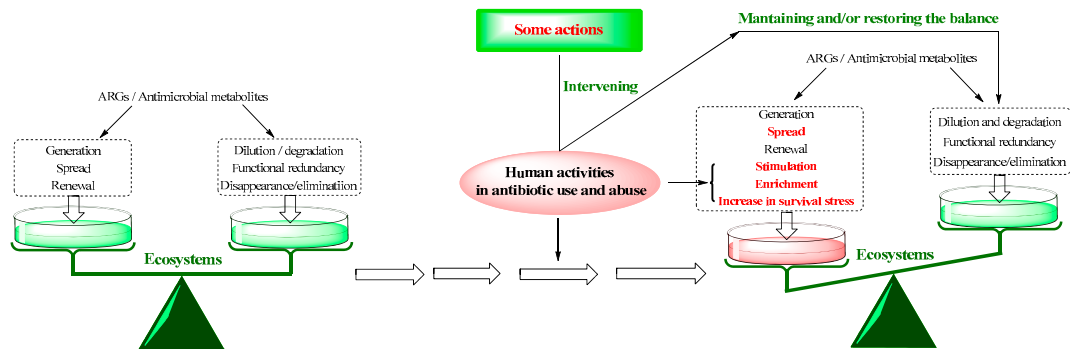 Some actions
Mantaining and/or restoring the balance
Intervening
ARGs / Antimicrobial metabolites
Generation
Spread
Renewal
Dilution / degradation
Functional redundancy
Disappearance/eliminatiion
Ecosystems
Human activities
in antibiotic use and abuse
ARGs / Antimicrobial metabolites
Generation
Spread
Renewal
Stimulation
Enrichment
Increase in survival stress
Dilution and degradation
Functional redundancy
Disappearance/elimination
Ecosystems